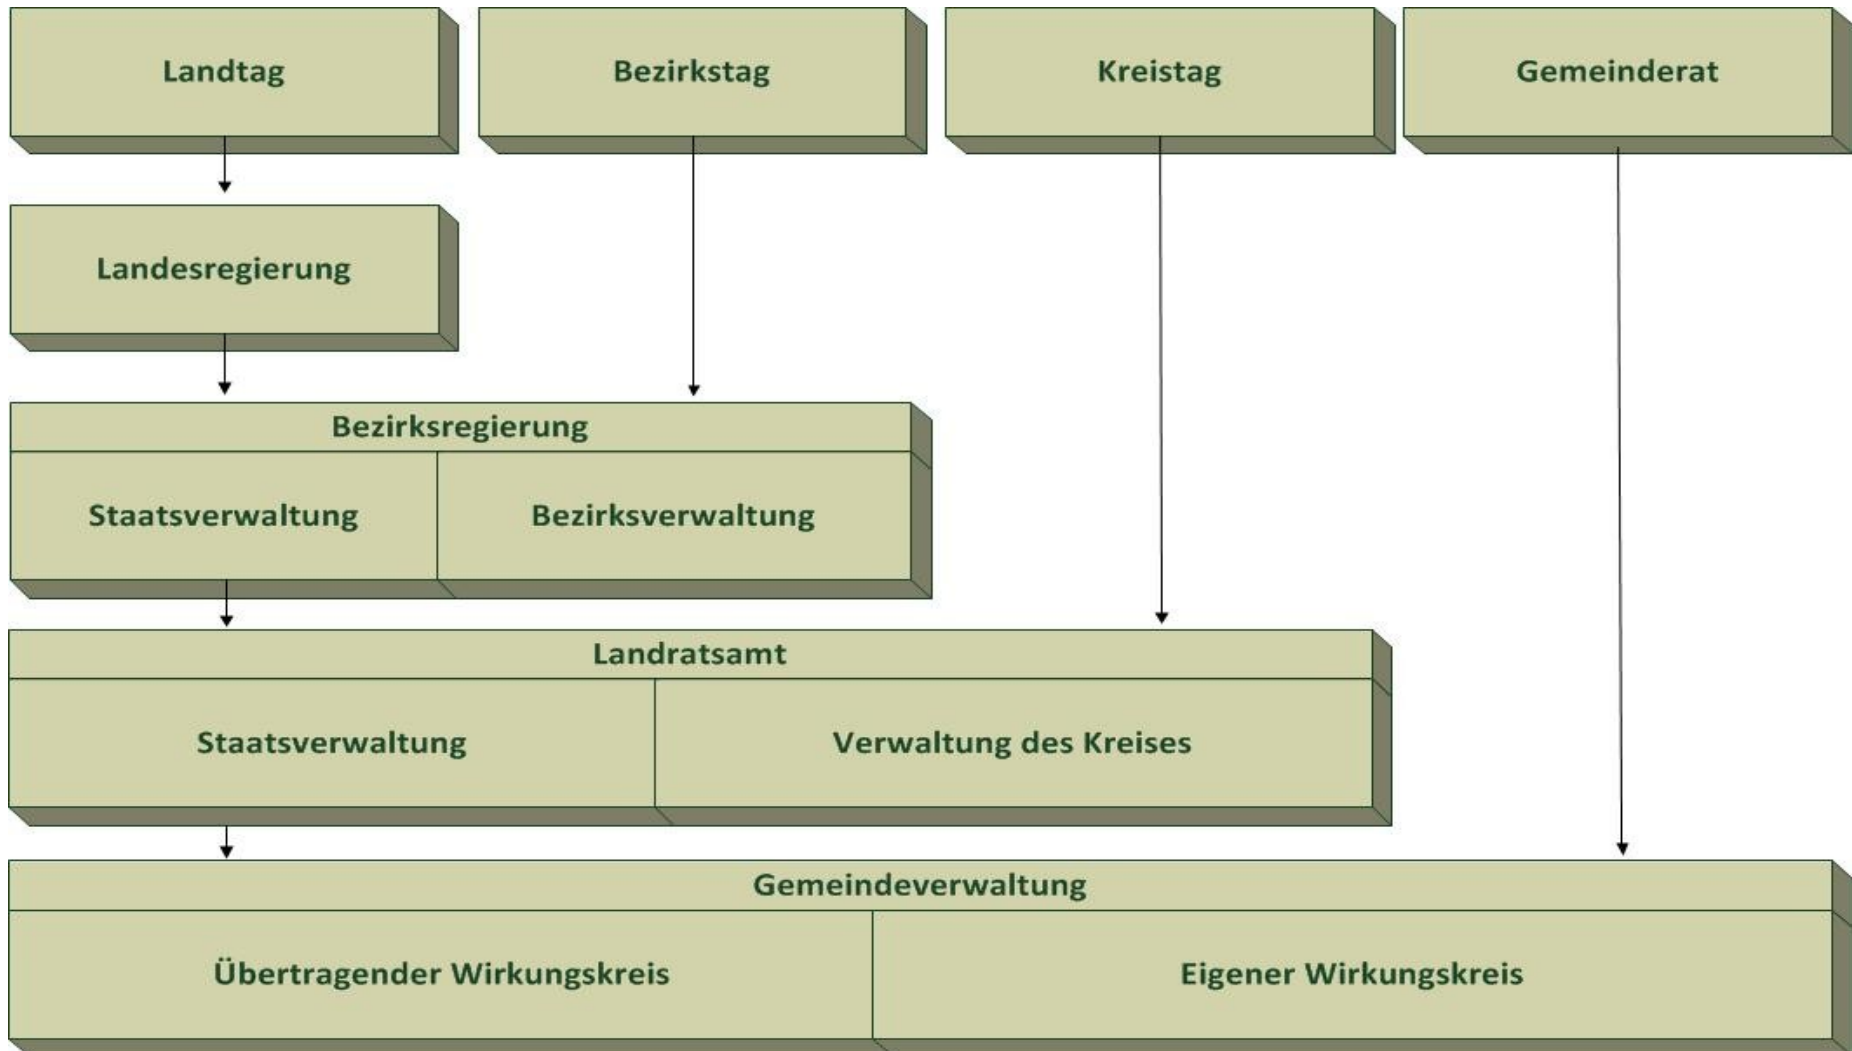 Landtag
Bezirkstag
Kreistag
Gemeinderat
Landesregierung
Bezirksregierung
Staatsverwaltung
Bezirksverwaltung
Landratsamt
Staatsverwaltung
Verwaltung des Kreises
Gemeindeverwaltung
Übertragender Wirkungskreis
Eigener Wirkungskreis